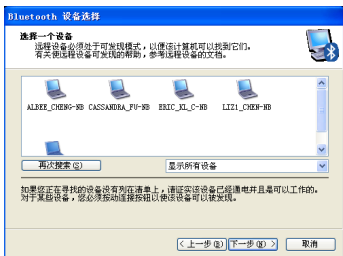 Bluetooth 设备选择
选择一个设备
远程设备必须处于可发现模式，以便该计算机可以找到它们。
有关使远程设备可发现的帮助，参考远程设备的文档。
ALBEE_CHENG-NB CASSANDRA_FU-NB ERIC_KL_C-NB LIZ1_CHEN-NB
再次搜索(S) 显示所有设备
如果您正在寻找的设备没有列在清单上，请证实该设备已经通电并且是可以工作的。
对于某些设备，您必须按动连接按钮以使该设备可以被发现。
<上一步(B) 下一步(N)> 取消